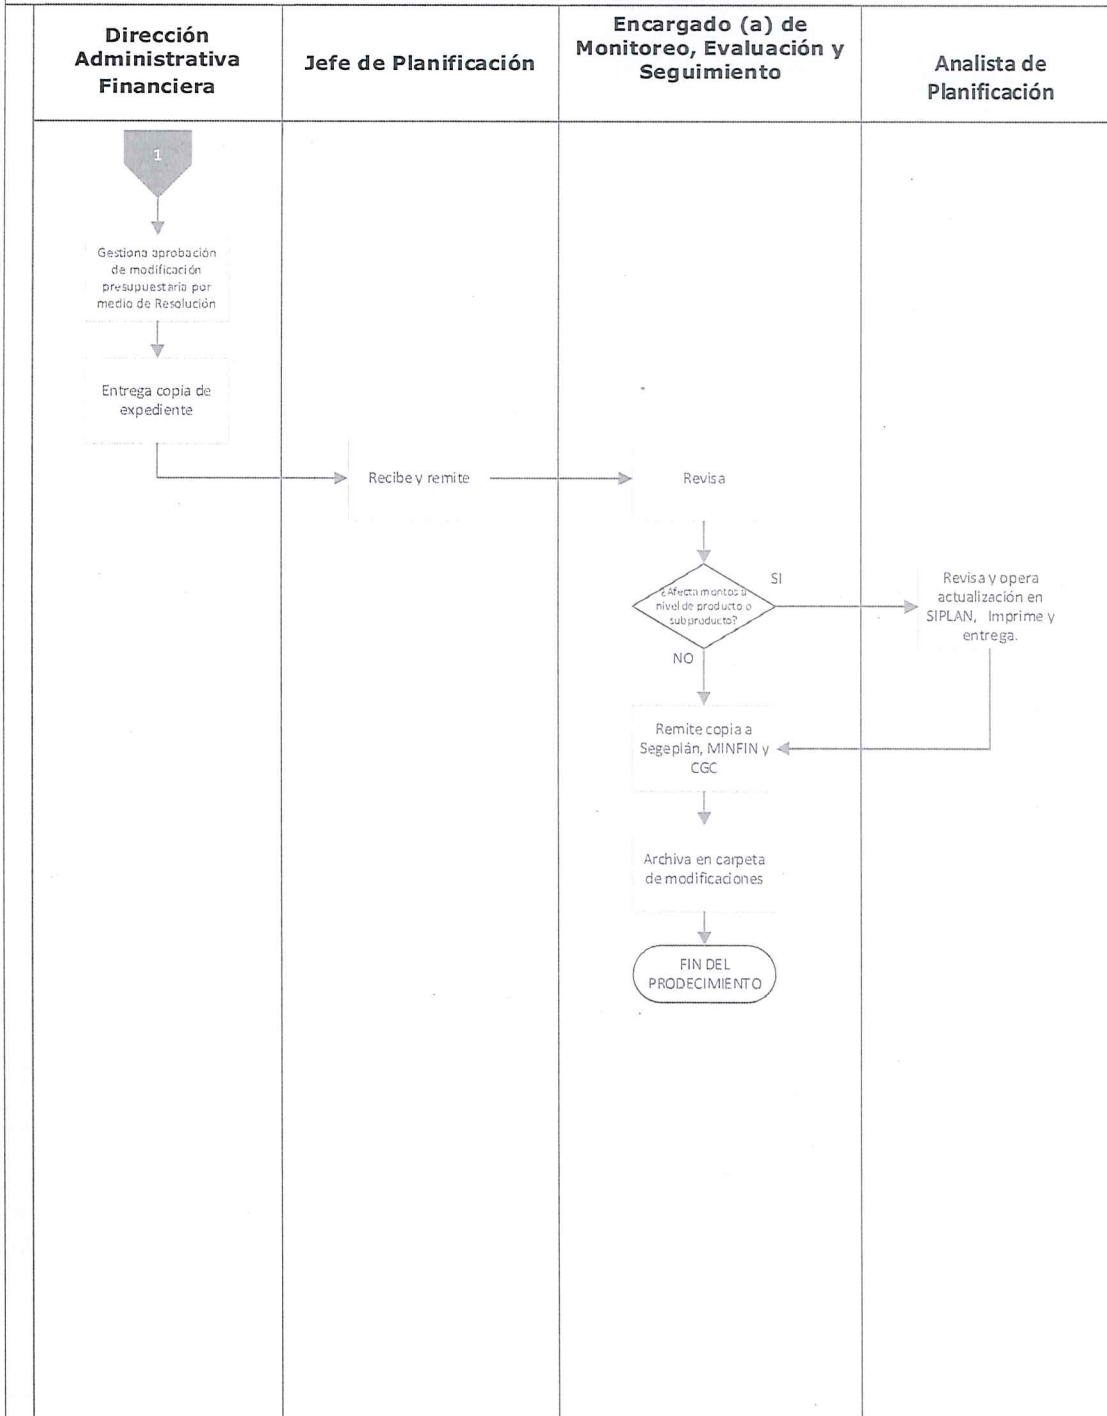 Dirección
Administrativa
Financiera
Jefe de Planificación
Encargado (a) de
Monitoreo, Evaluación y
Seguimiento
Analista de
Planificación
1
Gestiona aprobación
de modificación
presupuestaria por
medio de Resolución
Entrega copia de
expediente
Recibe y remite
Revisa
¿Afecta montos a
nivel de producto o
subproducto?
SI
NO
Revisa y opera
actualización en
SIPLAN, Imprime y
entrega.
Remite copia a
Segeplán, MINFIN y
CGC
Archiva en carpeta
de modificaciones
FIN DEL
PRODECIMIENTO